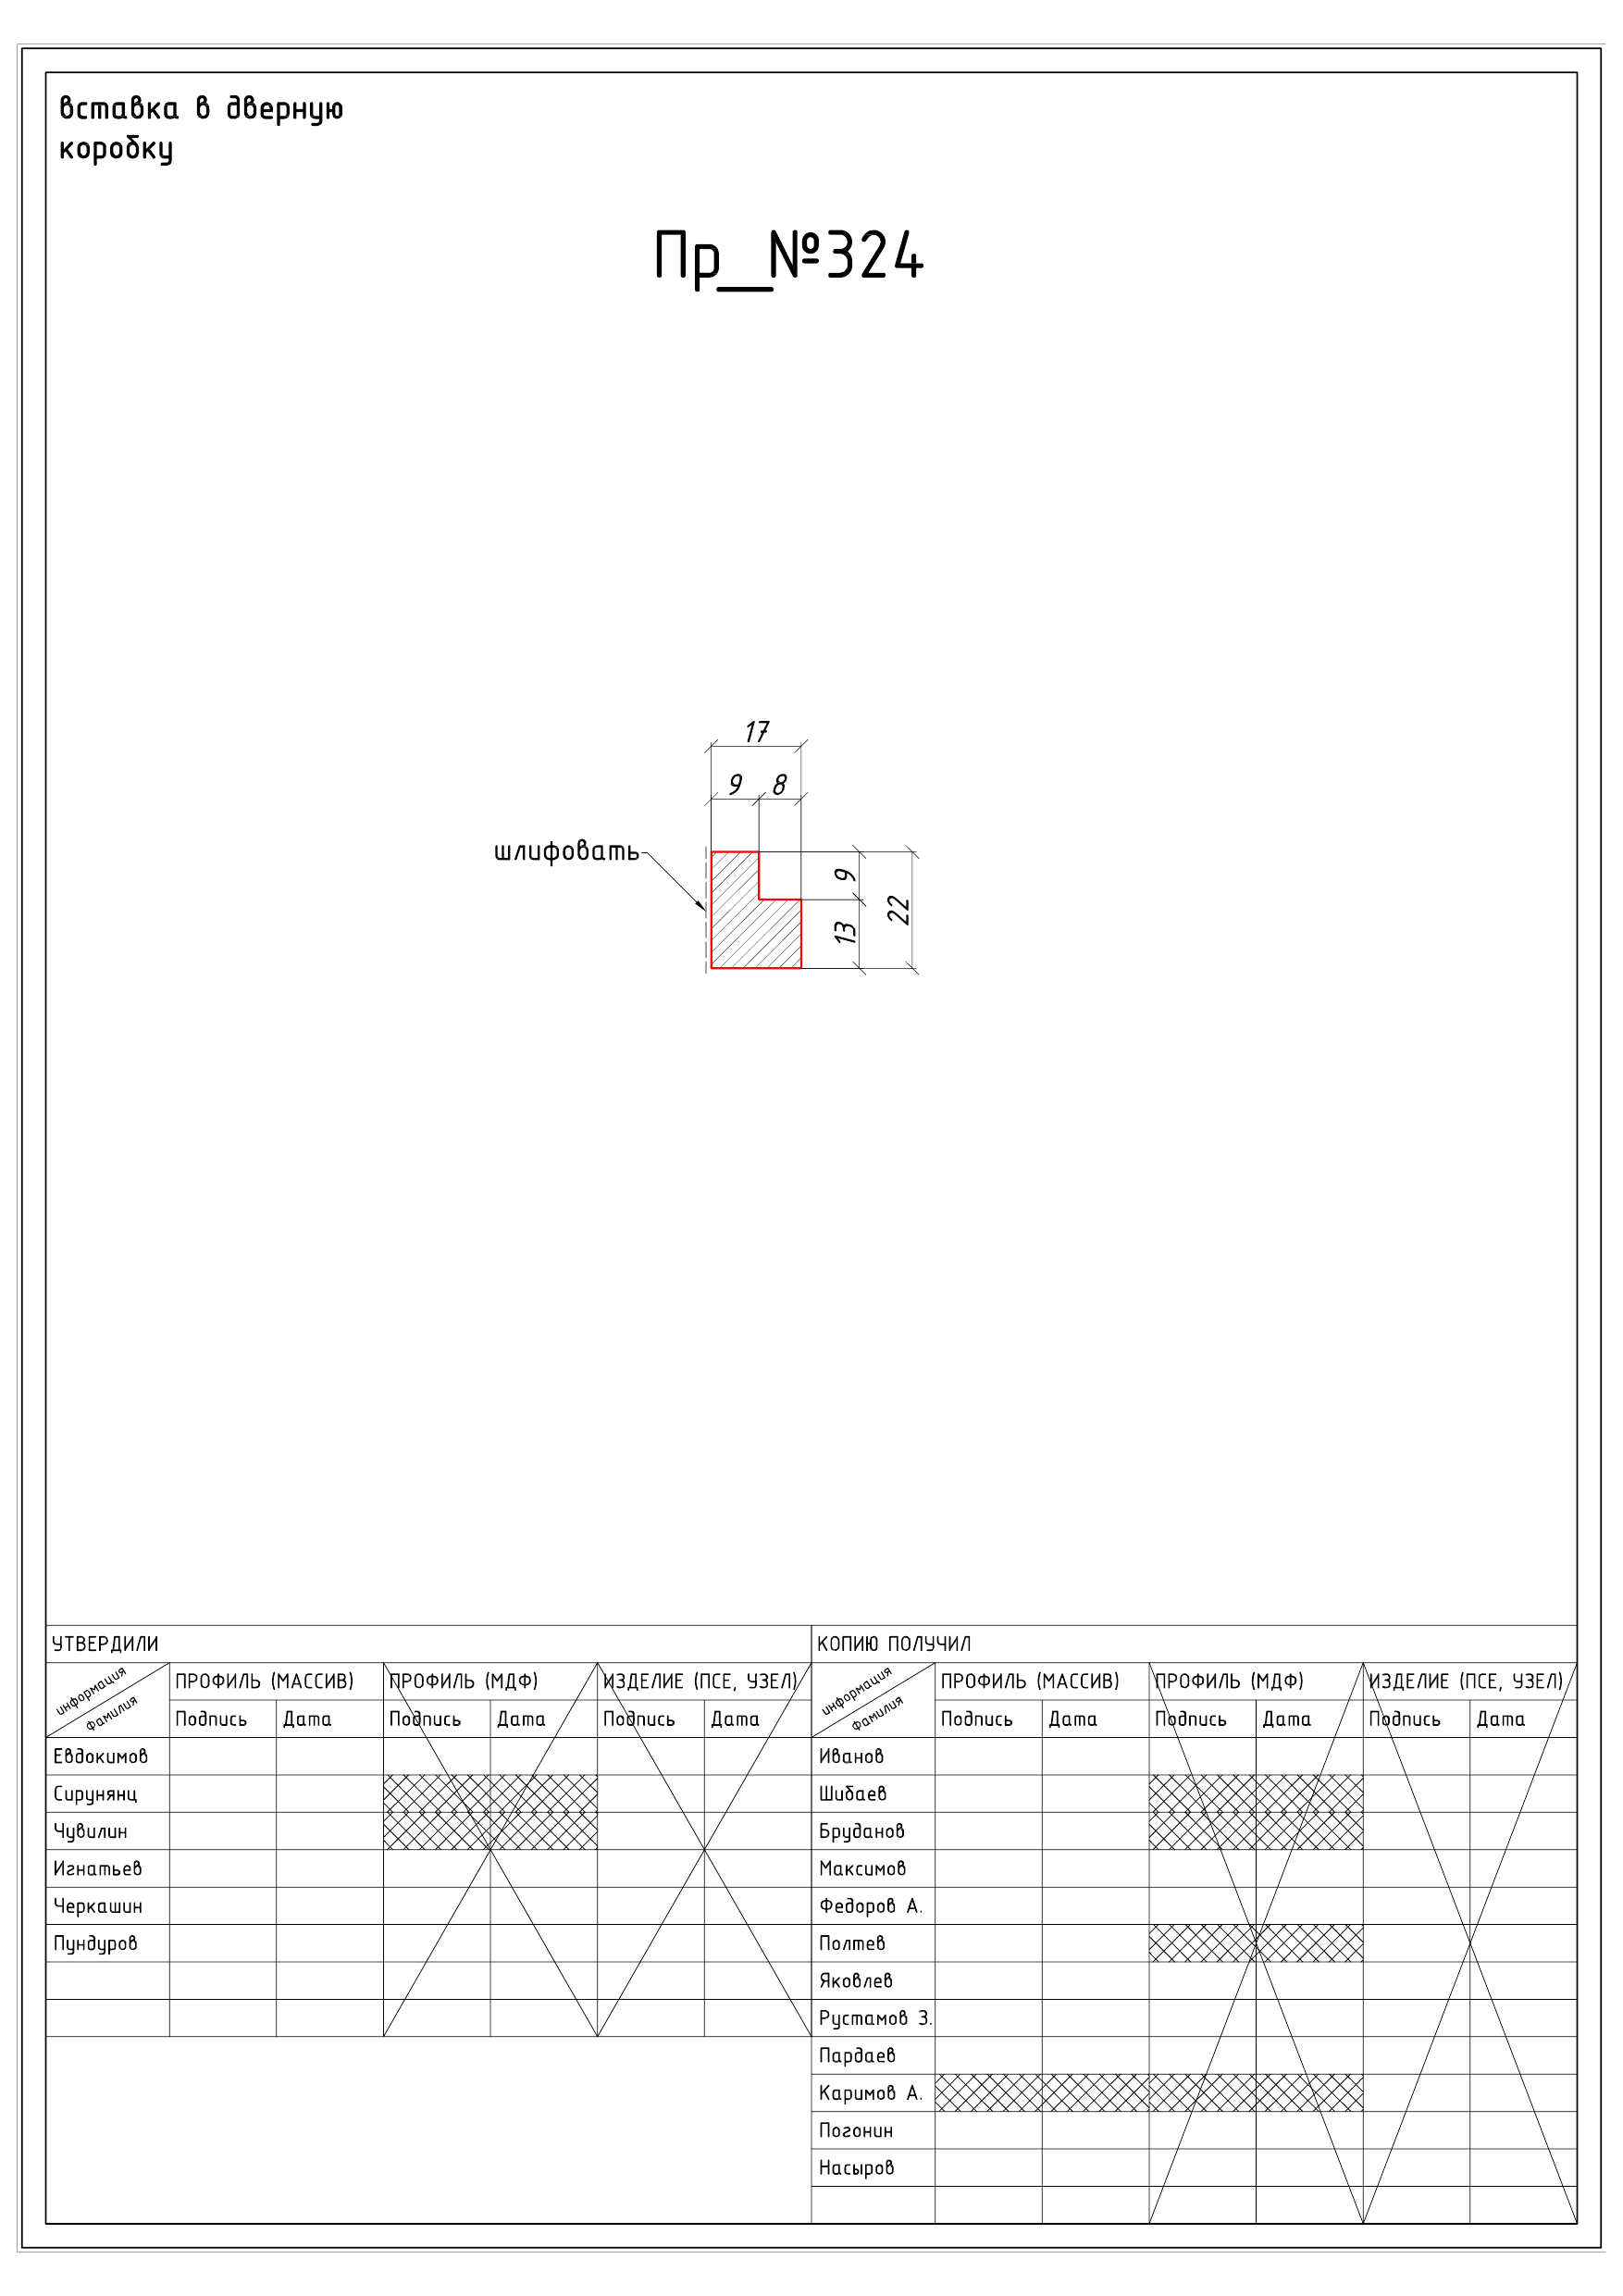 вставка в дверную
коробку
Пр__№324
17
9 8
шлифовать
9
13
22
УТВЕРДИЛИ КОПИЮ ПОЛУЧИЛ
информация ПРОФИЛЬ (МАССИВ) ПРОФИЛЬ (МДФ) ИЗДЕЛИЕ (ПСЕ, УЗЕЛ) информация ПРОФИЛЬ (МАССИВ) ПРОФИЛЬ (МДФ) ИЗДЕЛИЕ (ПСЕ, УЗЕЛ)
Фамилия Подпись Дата Подпись Дата Подпись Дата Фамилия Подпись Дата Подпись Дата Подпись Дата
Евдокимов Иванов
Сирунянц Шибаев
Чувилин Бруданов
Игнатьев Максимов
Черкашин Федоров А.
Пундуров Полтев
Яковлев
Рустамов З.
Пардаев
Каримов А.
Погонин
Насыров